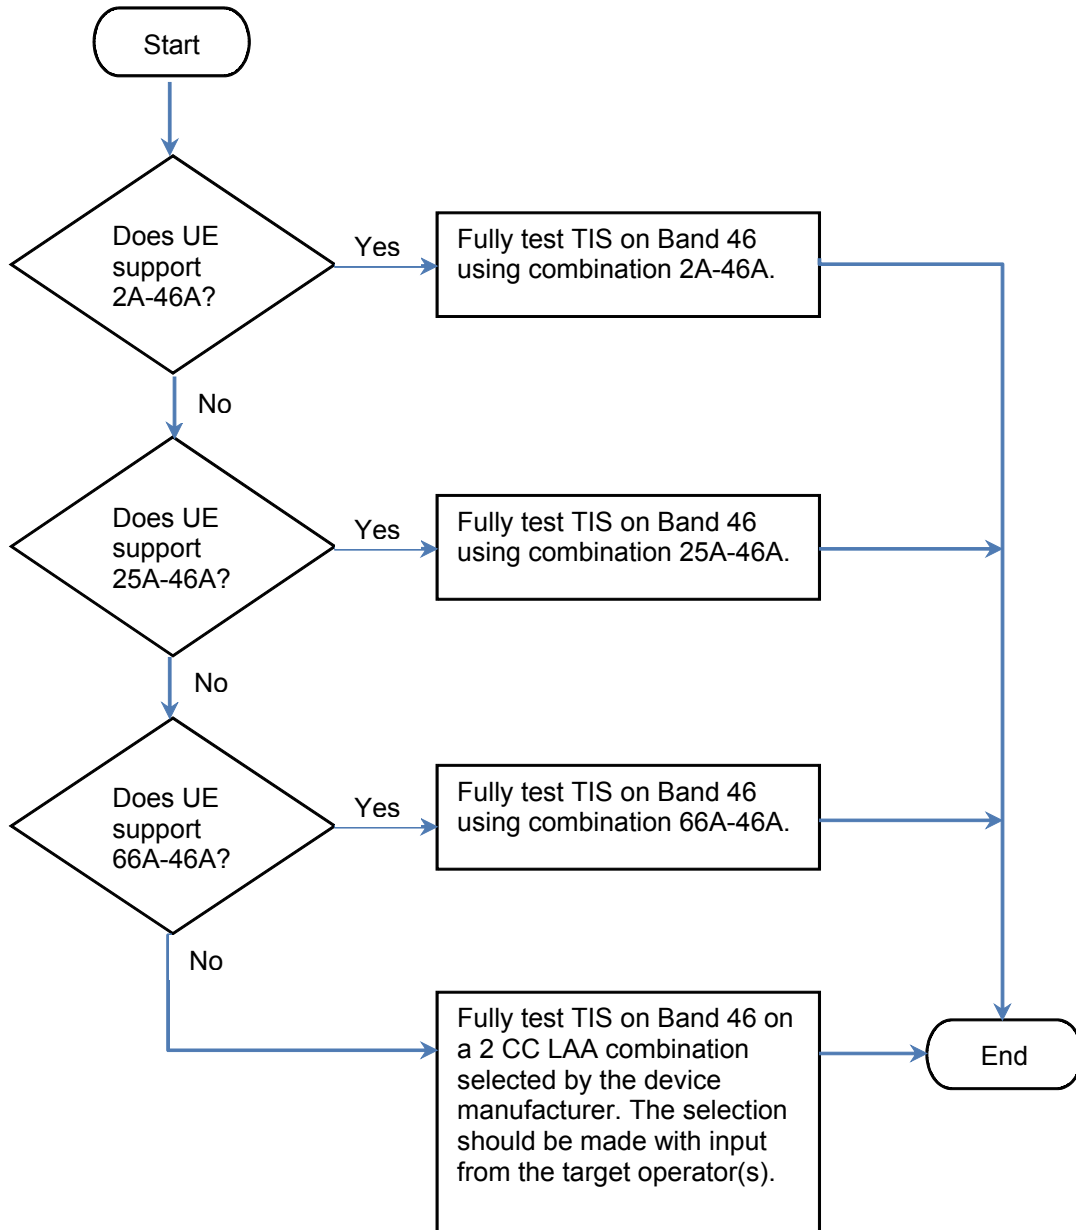 Start
Does UE
support
2A-46A?
Yes
Fully test TIS on Band 46
using combination 2A-46A.
No
Does UE
support
25A-46A?
Yes
Fully test TIS on Band 46
using combination 25A-46A.
No
Does UE
support
66A-46A?
Yes
Fully test TIS on Band 46
using combination 66A-46A.
No
Fully test TIS on Band 46 on
a 2 CC LAA combination
selected by the device
manufacturer. The selection
should be made with input
from the target operator(s).
End